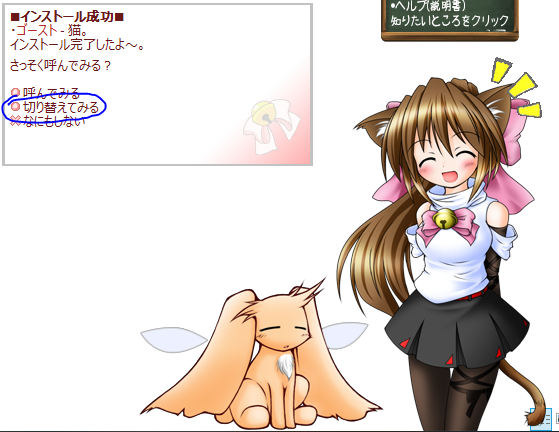 ■インストール成功■
・ゴースト - 猫。
インストール完了したよ～。
さっそく呼んでみる？
呼んでみる
切り替えてみる
なにもしない
・ヘルプ(説明書)
知りたいところをクリック